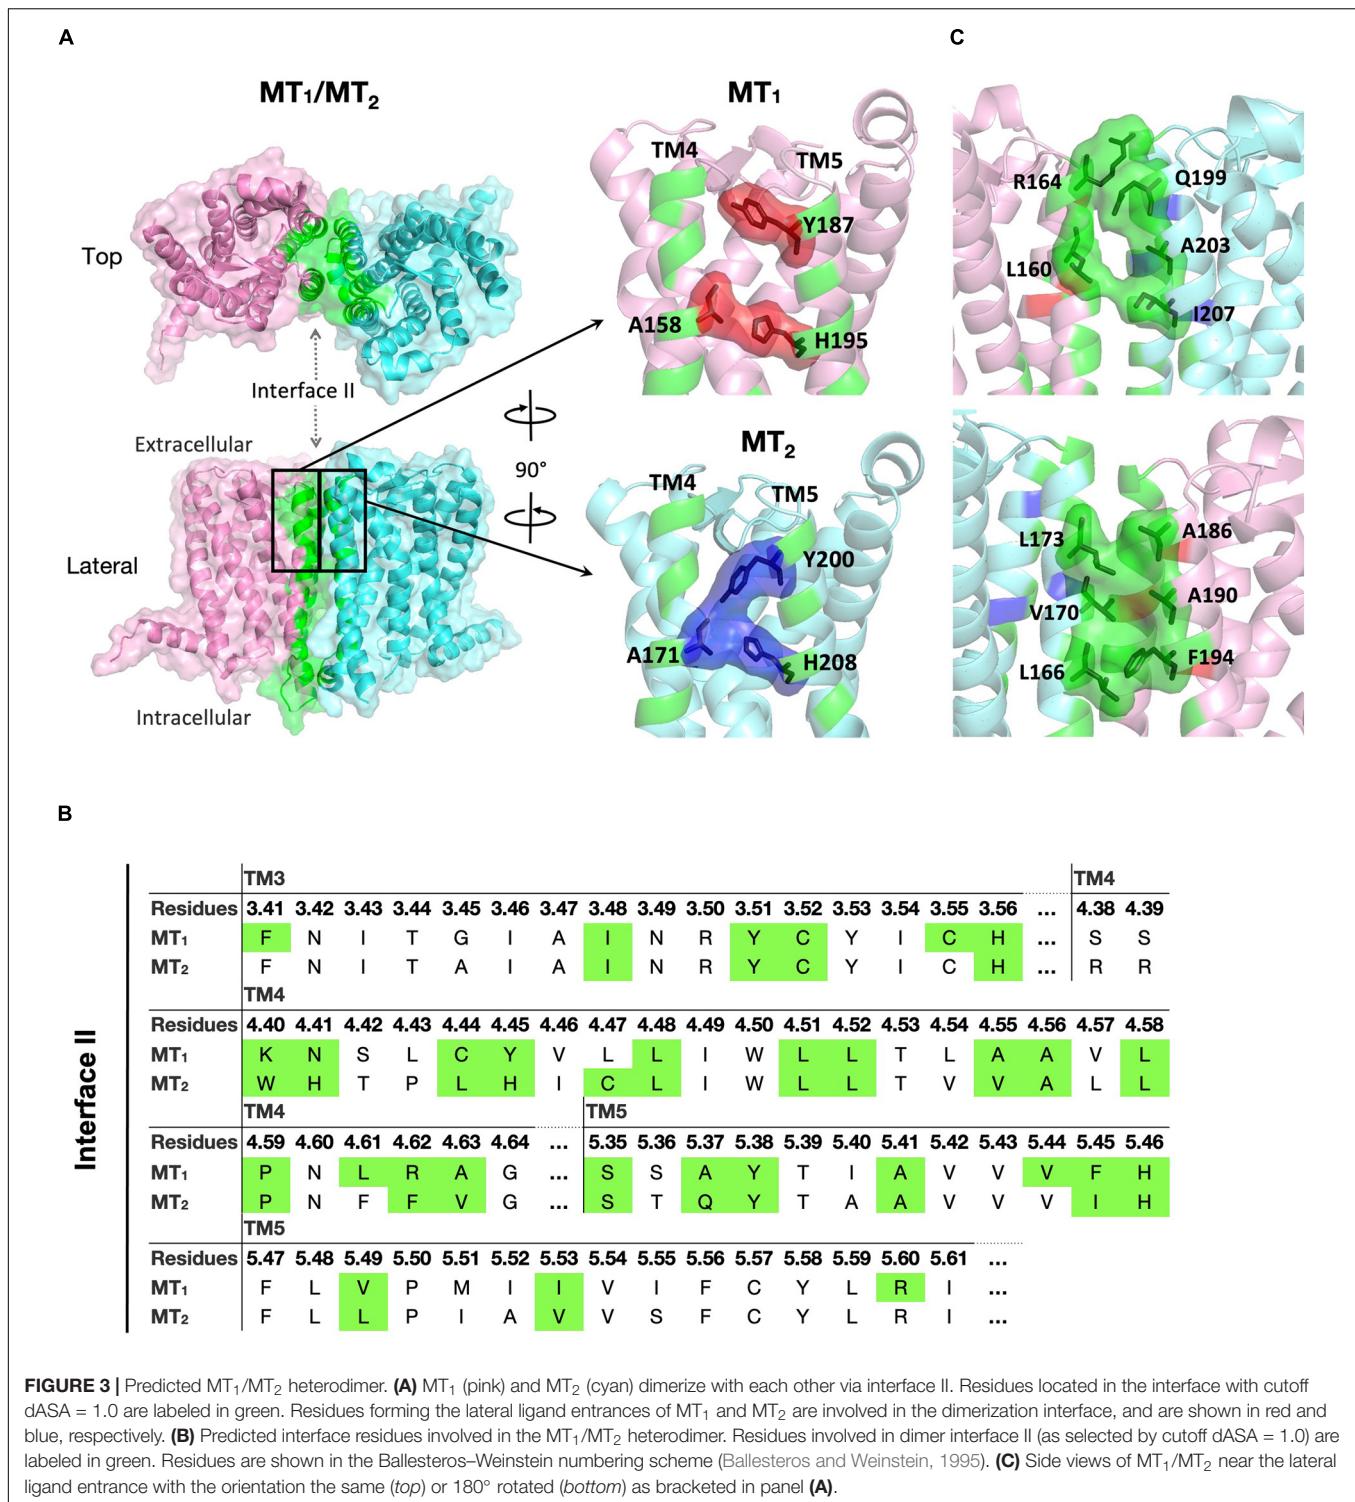 A
MT1/MT2
Top
Interface II
Extracellular
Lateral
Intracellular
90°
MT1
TM4
TM5
Y187
A158
H195
MT2
TM4
TM5
Y200
A171
H208
C
R164
Q199
A203
L160
I207
L173
A186
V170
A190
L166
F194
B
Interface II
TM3 TM4
Residues 3.41 3.42 3.43 3.44 3.45 3.46 3.47 3.48 3.49 3.50 3.51 3.52 3.53 3.54 3.55 3.56 ... 4.38 4.39
MT1 F N I T G I A I N R Y C Y I C H ... S S
MT2 F N I T A I A I N R Y C Y I C H ... R R
TM4
Residues 4.40 4.41 4.42 4.43 4.44 4.45 4.46 4.47 4.48 4.49 4.50 4.51 4.52 4.53 4.54 4.55 4.56 4.57 4.58
MT1 K N S L C Y V L L I W L L T L A A V L
MT2 W H T P L H I C L I W L L T V V A L L
TM4 TM5
Residues 4.59 4.60 4.61 4.62 4.63 4.64 ... 5.35 5.36 5.37 5.38 5.39 5.40 5.41 5.42 5.43 5.44 5.45 5.46
MT1 P N L R A G ... S S A Y T I A V V V F H
MT2 P N F F V G ... S T Q Y T A A V V V I H
TM5
Residues 5.47 5.48 5.49 5.50 5.51 5.52 5.53 5.54 5.55 5.56 5.57 5.58 5.59 5.60 5.61 ...
MT1 F L V P M I I V I F C Y L R I ...
MT2 F L L P I A V V S F C Y L R I ...
FIGURE 3 | Predicted MT1/MT2 heterodimer. (A) MT1 (pink) and MT2 (cyan) dimerize with each other via interface II. Residues located in the interface with cutoff
dASA = 1.0 are labeled in green. Residues forming the lateral ligand entrances of MT1 and MT2 are involved in the dimerization interface, and are shown in red and
blue, respectively. (B) Predicted interface residues involved in the MT1/MT2 heterodimer. Residues involved in dimer interface II (as selected by cutoff dASA = 1.0) are
labeled in green. Residues are shown in the Ballesteros–Weinstein numbering scheme (Ballesteros and Weinstein, 1995). (C) Side views of MT1/MT2 near the lateral
ligand entrance with the orientation the same (top) or 180° rotated (bottom) as bracketed in panel (A).